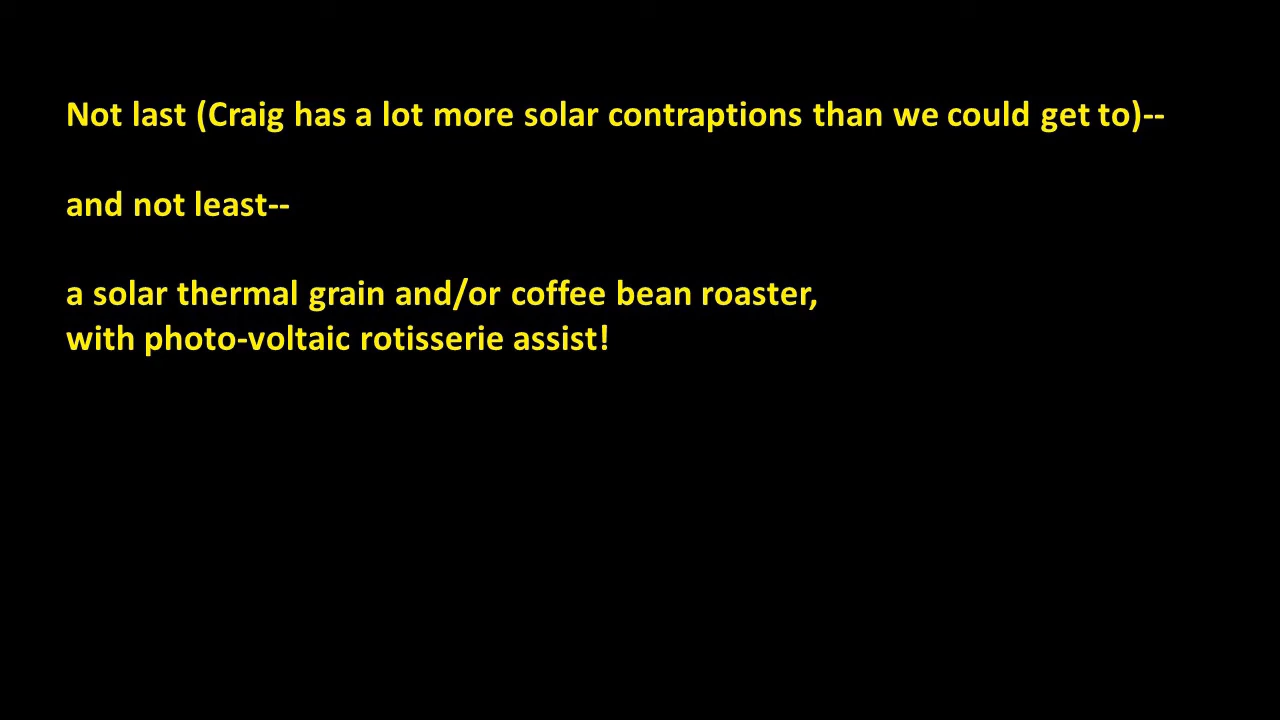 Not last (Craig has a lot more solar contraptions than we could get to)--
and not least--
a solar thermal grain and/or coffee bean roaster,
with photo-voltaic rotisserie assist!